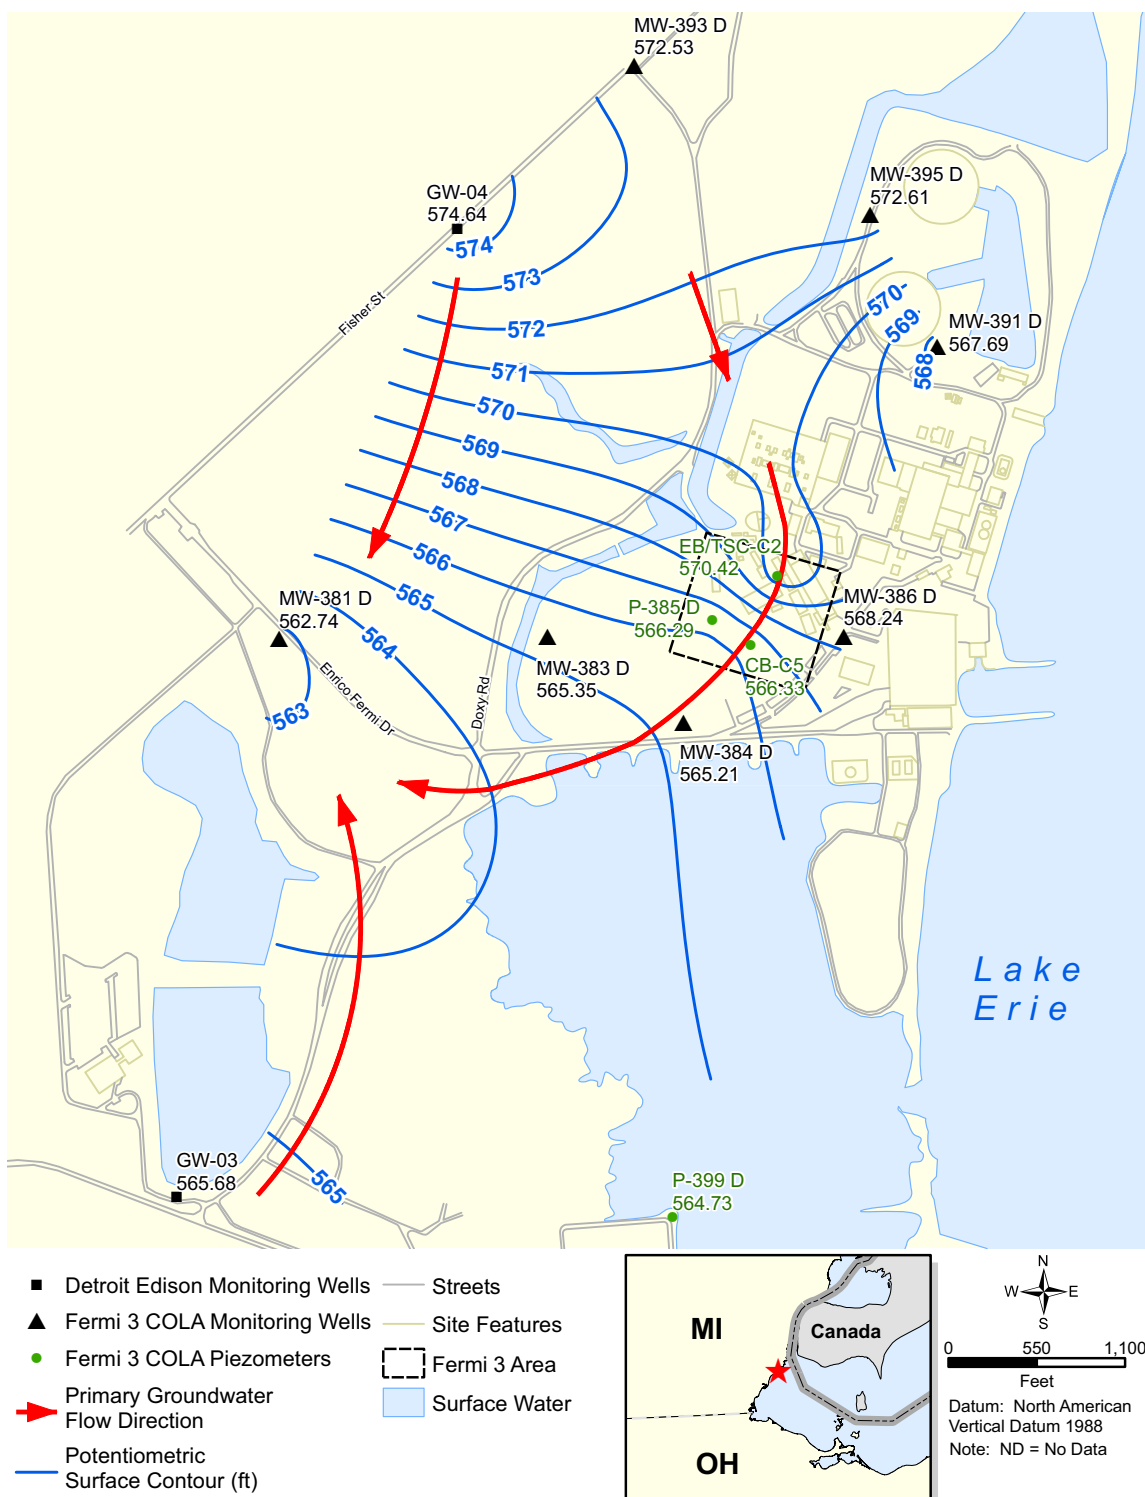 MW-393 D
572.53
MW-395 D
572.61
GW-04
574.64
574
573
572
571
570
569
568
567
566
565
564
563
570
569
568
MW-391 D
567.69
Fisher St
EB/TSC-C2
570.42
MW-381 D
562.74
P-385 D
566.29
MW-386 D
568.24
MW-383 D
565.35
CB-C5
566.33
Enrico Fermi Dr
Doxy Rd
MW-384 D
565.21
Lake
Erie
GW-03
565.68
565
P-399 D
564.73
Detroit Edison Monitoring Wells
Fermi 3 COLA Monitoring Wells
Fermi 3 COLA Piezometers
Primary Groundwater
Flow Direction
Potentiometric
Surface Contour (ft)
Streets
Site Features
Fermi 3 Area
Surface Water
MI
Canada
OH
N
W E
S
0 550 1,100
Feet
Datum: North American
Vertical Datum 1988
Note: ND = No Data